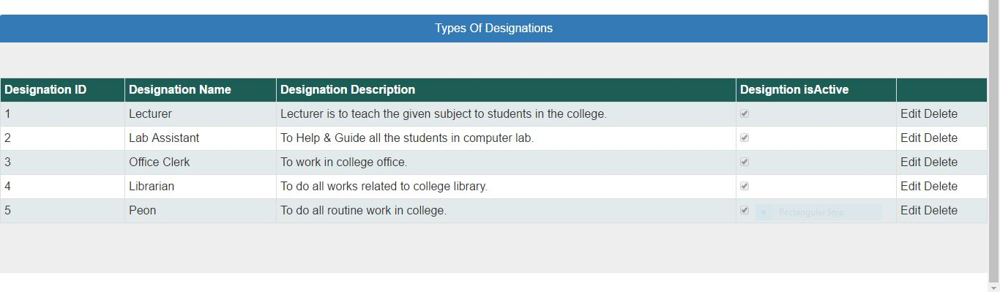 Types Of Designations
Designation ID Designation Name Designation Description Designtion isActive
1 Lecturer Lecturer is to teach the given subject to students in the college. Edit Delete
2 Lab Assistant To Help & Guide all the students in computer lab. Edit Delete
3 Office Clerk To work in college office. Edit Delete
4 Librarian To do all works related to college library. Edit Delete
5 Peon To do all routine work in college. Rectangular Snip Edit Delete